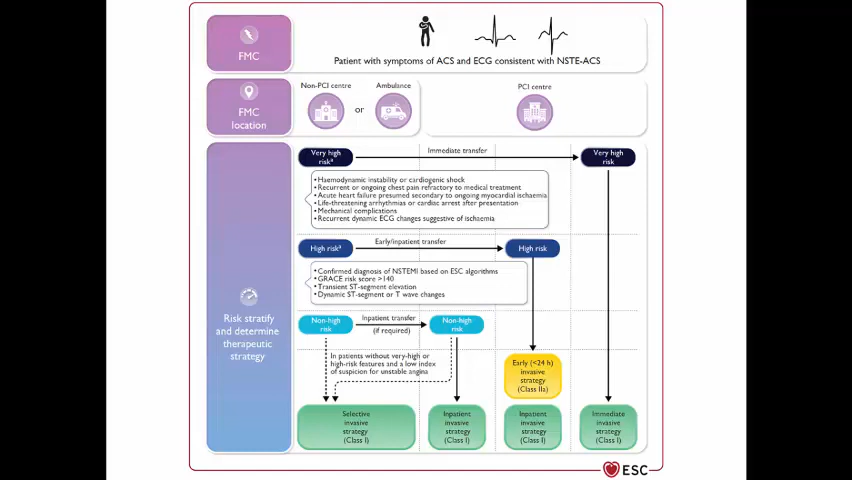 FMC
Patient with symptoms of ACS and ECG consistent with NSTE-ACS
FMC
location
Non-PCI centre
or
Ambulance
PCI centre
Risk stratify
and determine
therapeutic
strategy
Very high
riskᵃ
Immediate transfer
Very high
risk
•Haemodynamic instability or cardiogenic shock
•Recurrent or ongoing chest pain refractory to medical treatment
•Acute heart failure presumed secondary to ongoing myocardial ischaemia
•Life-threatening arrhythmias or cardiac arrest after presentation
•Mechanical complications
•Recurrent dynamic ECG changes suggestive of ischaemia
High riskᵃ
Early/inpatient transfer
High risk
•Confirmed diagnosis of NSTEMI based on ESC algorithms
•GRACE risk score >140
•Transient ST-segment elevation
•Dynamic ST-segment or T wave changes
Non-high
risk
Inpatient transfer
(if required)
Non-high
risk
In patients without very-high or
high-risk features and a low index
of suspicion for unstable angina
Early (<24 h)
invasive
strategy
(Class IIa)
Selective
invasive
strategy
(Class I)
Inpatient
invasive
strategy
(Class I)
Inpatient
invasive
strategy
(Class I)
Immediate
invasive
strategy
(Class I)
ESC